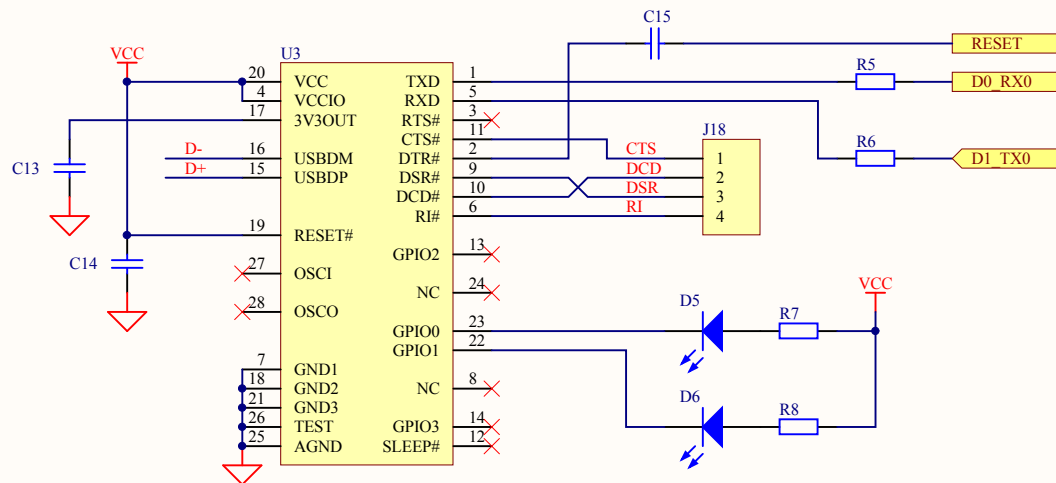 C15
RESET
U3
VCC
20 VCC TXD 1
R5
D0_RX0
4 VCCIO RXD 5
17 3V3OUT RTS# 3
CTS# 11
J18
R6
D- 16 USBDM DTR# 2
CTS 1
D1_TX0
C13
D+ 15 USBDP DSR# 9
DCD 2
DCD# 10
DSR 3
RI# 6
RI 4
19 RESET#
GPIO2 13
C14
27 OSCI
NC 24
28 OSCO
VCC
D5
R7
GPIO0 23
GPIO1 22
7 GND1
18 GND2 NC 8
D6
R8
21 GND3
26 TEST GPIO3 14
25 AGND SLEEP# 12